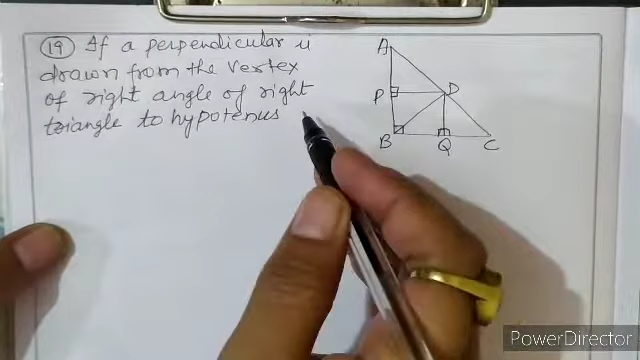 19 If a perpendicular is
drawn from the vertex
of right angle of right
triangle to hypotenus
A
P
D
B
Q
C
PowerDirector